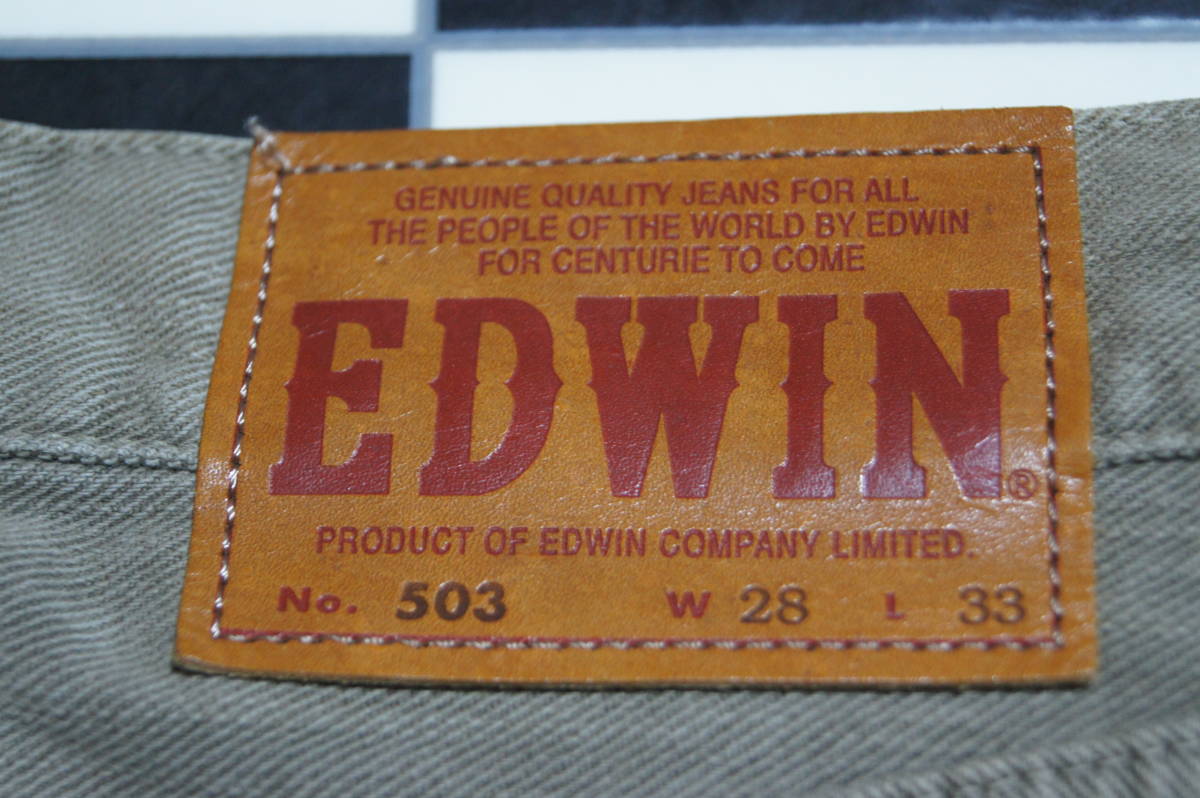 GENUINE QUALITY JEANS FOR ALL
THE PEOPLE OF THE WORLD BY EDWIN
FOR CENTURIE TO COME
EDWIN®
PRODUCT OF EDWIN COMPANY LIMITED.
No. 503 W 28 L 33